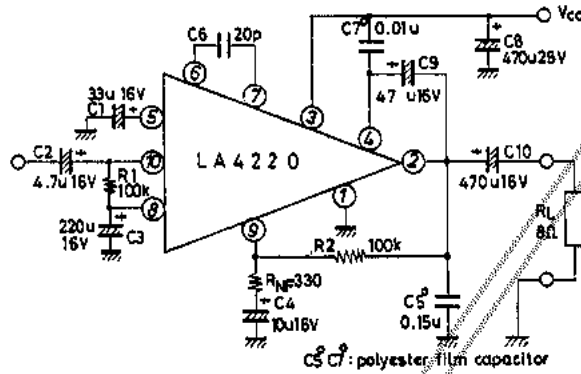 C6 20p
C7° 0.01u
Vcc
C8 470u25V
C9 47u16V
33u 16V
C1
C2 4.7u16V
R1 100k
220u 16V C3
6
7
3
4
5
10
8
9
1
2
LA4220
C10 470u16V
RL 8Ω
R2 100k
RNF330
C4 10u16V
C5° 0.15u
C5° C7° : polyester film capacitor